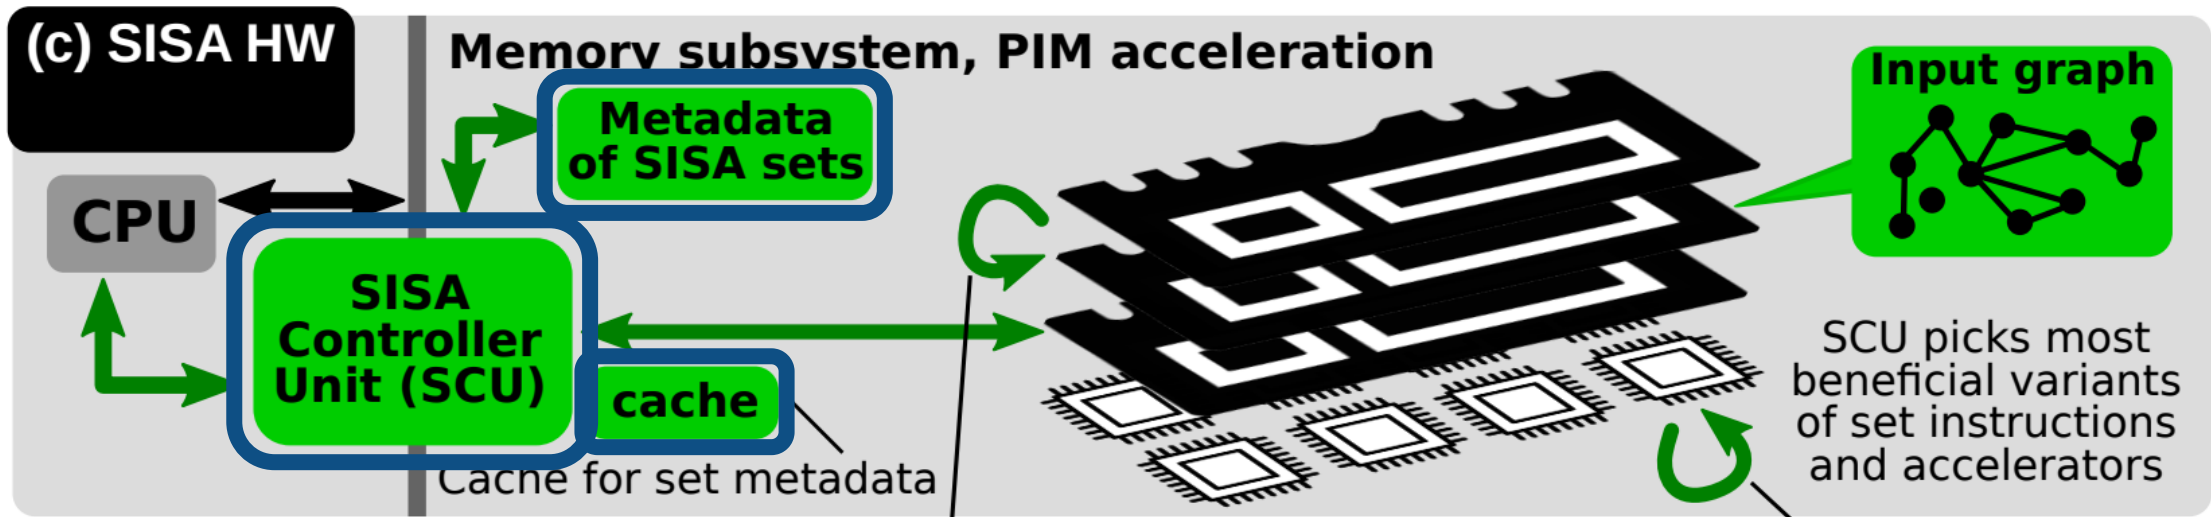 (c) SISA HW
Memory subsystem, PIM acceleration
Metadata
of SISA sets
Input graph
CPU
SISA
Controller
Unit (SCU)
cache
Cache for set metadata
SCU picks most
beneficial variants
of set instructions
and accelerators